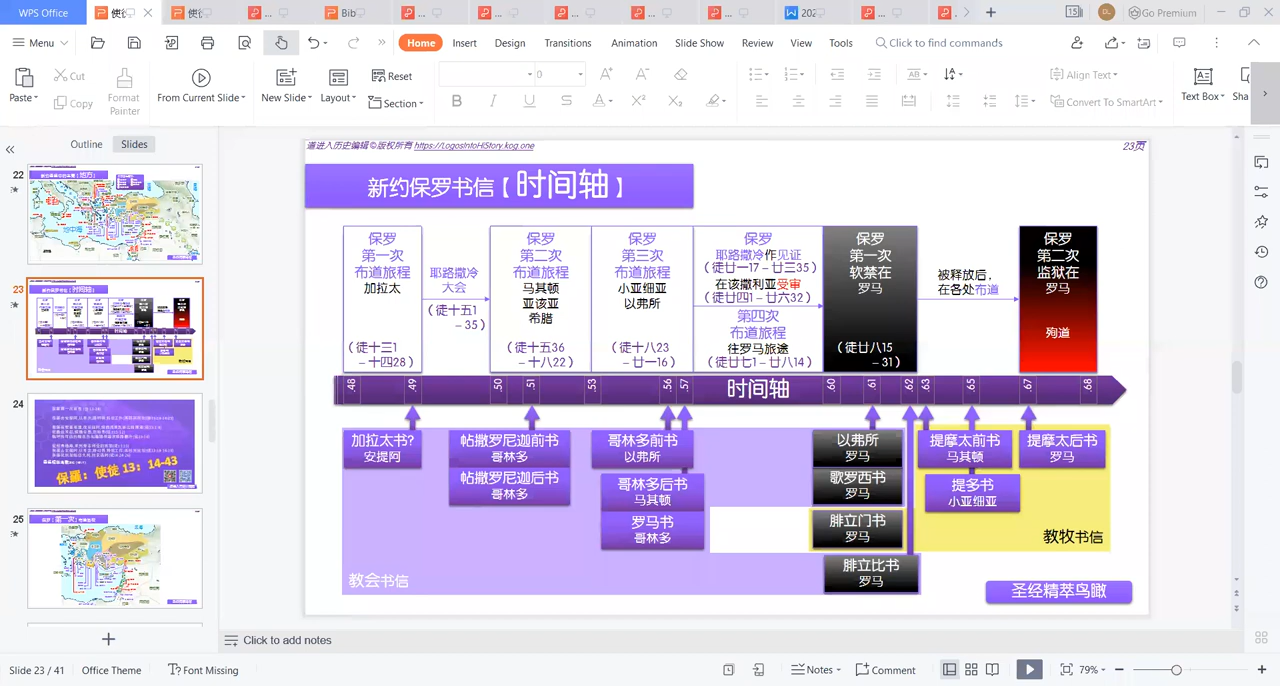 WPS Office
使徒
使徒
...
Bib
...
...
...
...
...
202
...
...
Go Premium
Menu
Home
Insert
Design
Transitions
Animation
Slide Show
Review
View
Tools
Click to find commands
Paste
Cut
Copy
Format
Painter
From Current Slide
New Slide
Layout
Reset
Section
0
B I U S A X² X₂
AB
Align Text
Convert To SmartArt
Text Box
Sha
Outline
Slides
22
23
24
保羅：使徒 13：14-43
25
道进入历史编辑©版权所有 https://LogosIntoHiStory.kog.one
23页
新约保罗书信【时间轴】
保罗
第一次
布道旅程
加拉太
（徒十三1
–十四28）
耶路撒冷
大会
（徒十五1
–35）
保罗
第二次
布道旅程
马其顿
亚该亚
希腊
（徒十五36
–十八22）
保罗
第三次
布道旅程
小亚细亚
以弗所
（徒十八23
–廿一16）
保罗
耶路撒冷作见证
（徒廿一17–廿三35）
在该撒利亚受审
（徒廿四1–廿六32）
第四次
布道旅程
往罗马旅途
（徒廿七1–廿八14）
保罗
第一次
软禁在
罗马
（徒廿八15
–31）
被释放后，
在各处布道
保罗
第二次
监狱在
罗马
殉道
.48
.49
.50
.51
.53
.56
.57
时间轴
.60
.61
.62
.63
.65
.67
.68
加拉太书?
安提阿
帖撒罗尼迦前书
哥林多
帖撒罗尼迦后书
哥林多
哥林多前书
以弗所
哥林多后书
马其顿
罗马书
哥林多
以弗所
罗马
歌罗西书
罗马
腓立门书
罗马
腓立比书
罗马
提摩太前书
马其顿
提多书
小亚细亚
提摩太后书
罗马
教牧书信
教会书信
圣经精萃鸟瞰
Click to add notes
Slide 23 / 41
Office Theme
Font Missing
Notes
Comment
79%